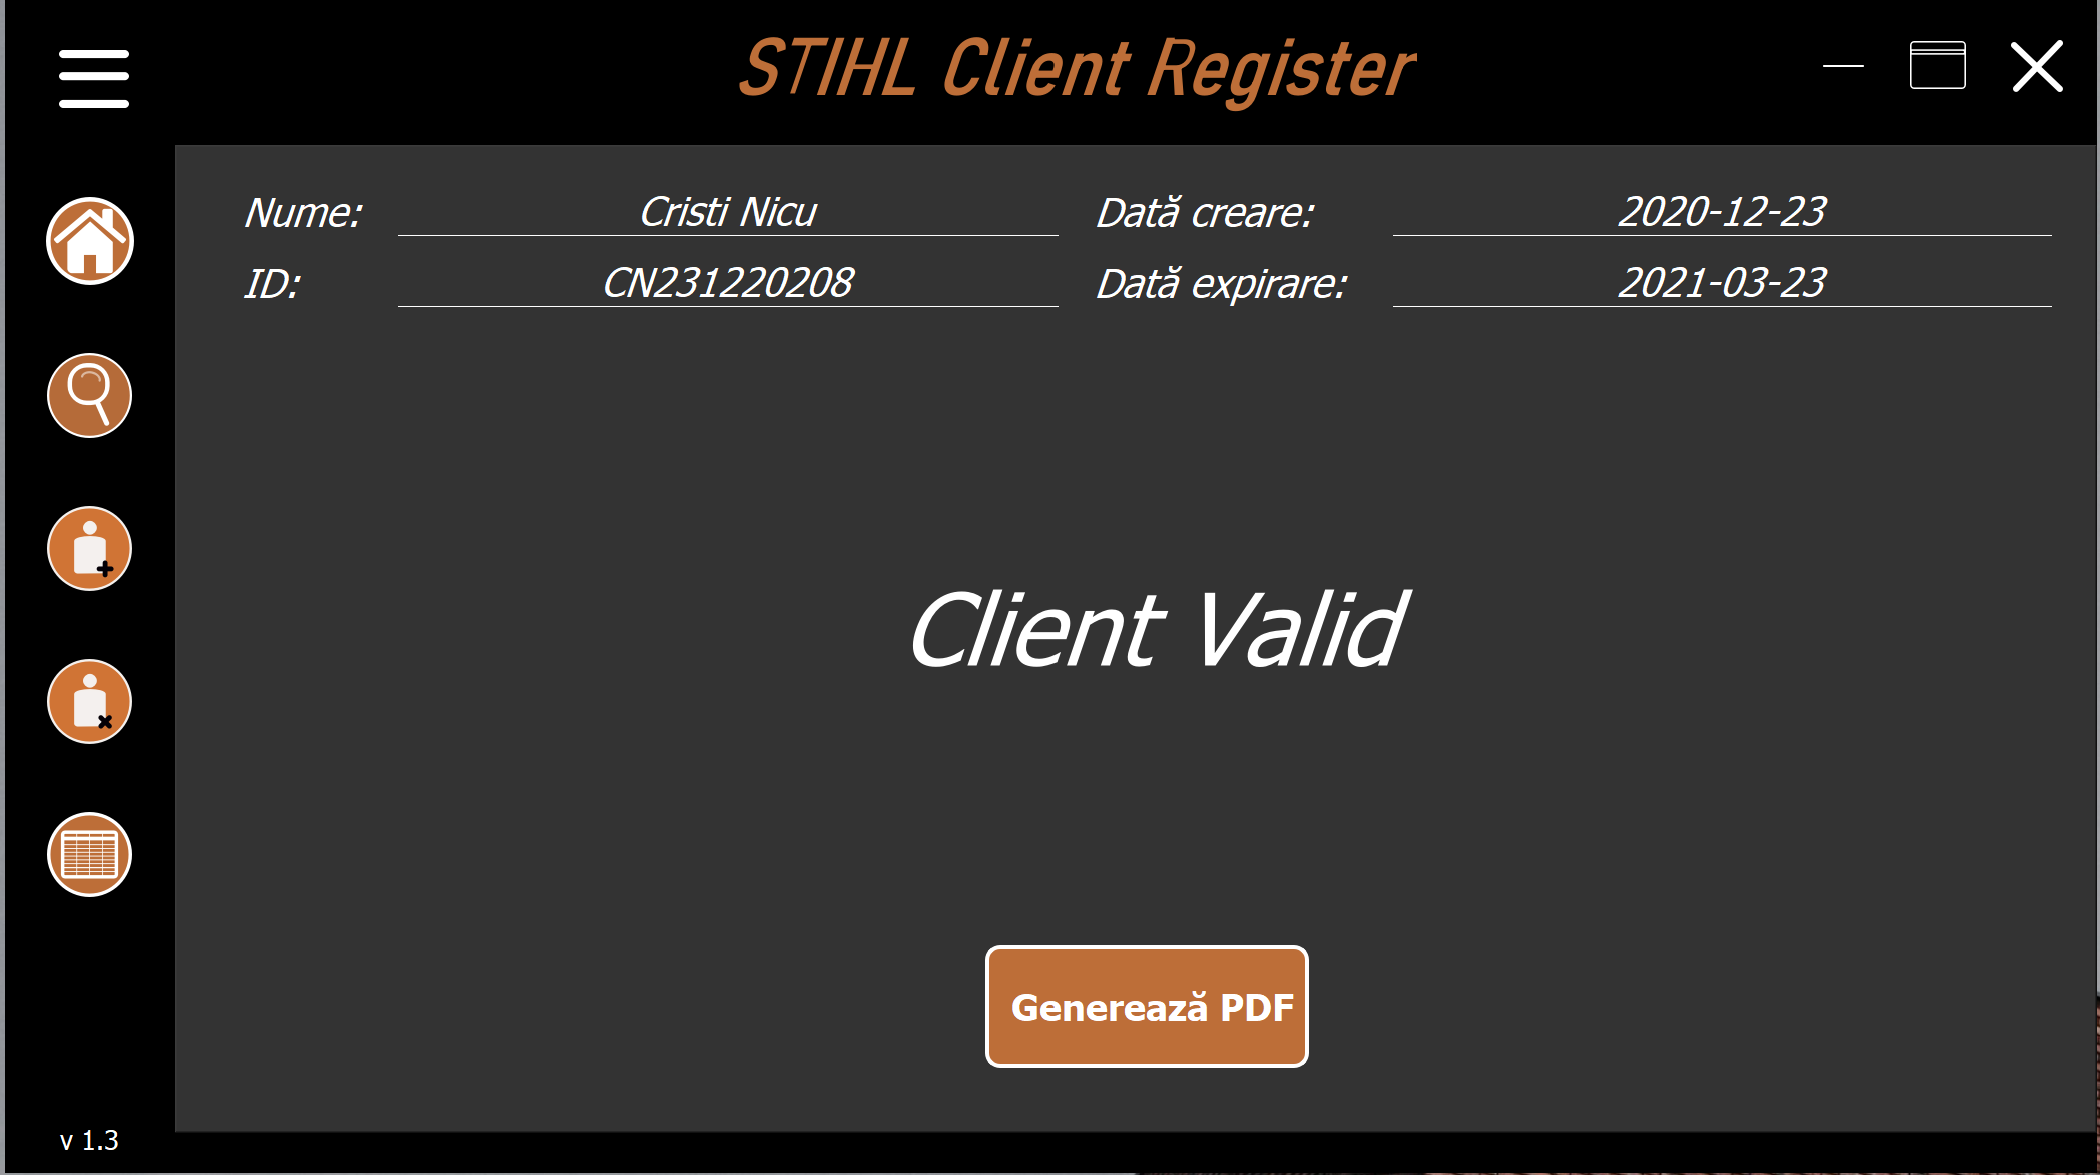 STIHL Client Register
Nume: Cristi Nicu Dată creare: 2020-12-23
ID: CN231220208 Dată expirare: 2021-03-23
Client Valid
Generează PDF
v 1.3